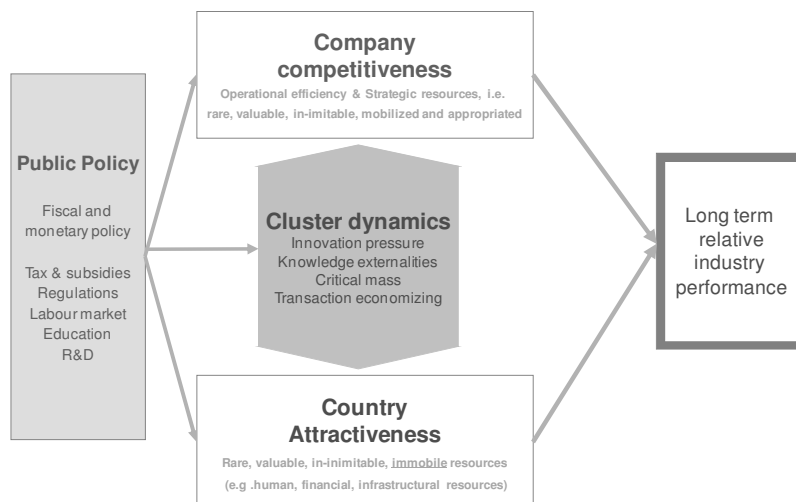 Company
competitiveness
Operational efficiency & Strategic resources, i.e.
rare, valuable, in-imitable, mobilized and appropriated
Public Policy
Fiscal and
monetary policy
Tax & subsidies
Regulations
Labour market
Education
R&D
Cluster dynamics
Innovation pressure
Knowledge externalities
Critical mass
Transaction economizing
Long term
relative
industry
performance
Country
Attractiveness
Rare, valuable, in-inimitable, immobile resources
(e.g .human, financial, infrastructural resources)